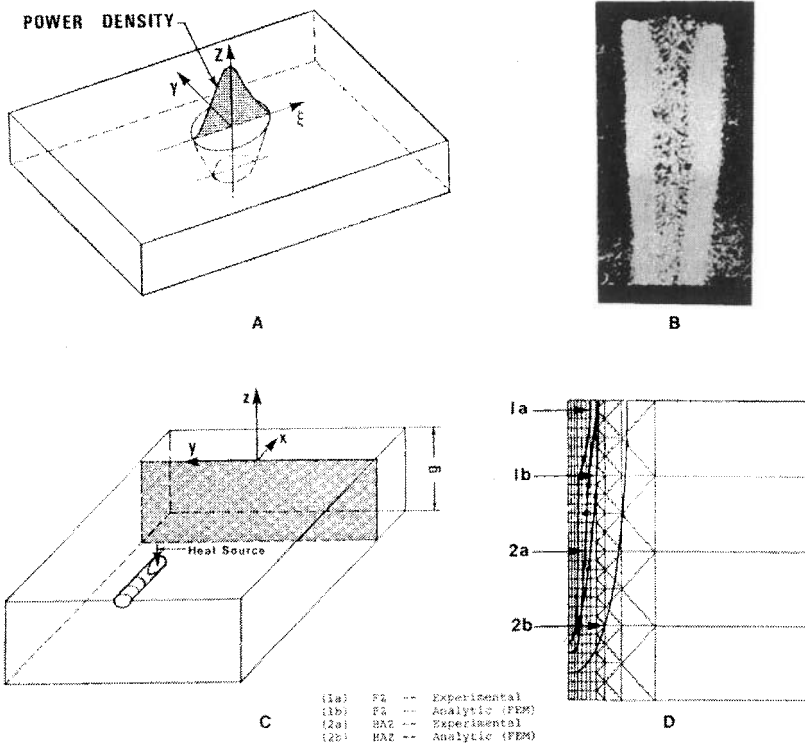 POWER DENSITY
Z
y
ξ
A
B
z
x
y
B
Heat Source
C
1a
1b
2a
2b
D
(1a) FZ -- Experimental
(1b) FZ -- Analytic (FEM)
(2a) HAZ -- Experimental
(2b) HAZ -- Analytic (FEM)